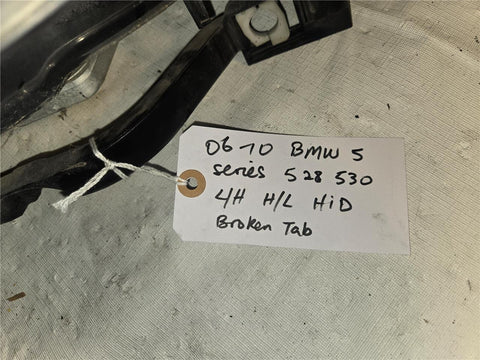 06-10 BMW 5
series 528 530
LH H/L HiD
Broken Tab